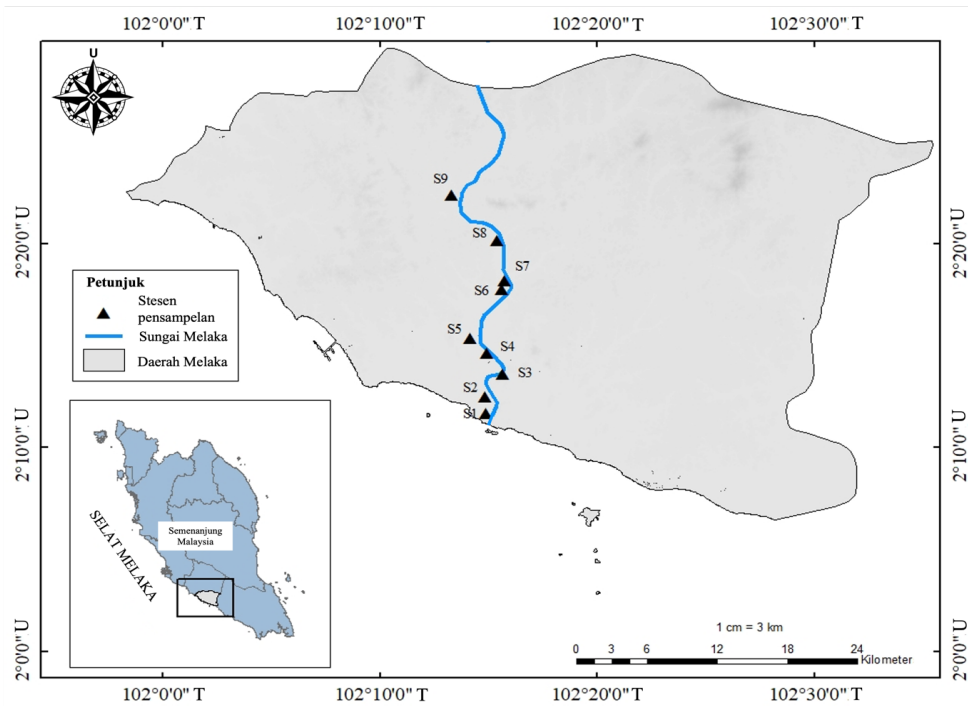 102°0'0" T 102°10'0" T 102°20'0" T 102°30'0" T
U
S9
2°20'0" U 2°20'0" U
S8
S7
S6
Petunjuk
Stesen
pensampelan
Sungai Melaka
Daerah Melaka
S5
S4
S3
S2
S1
2°10'0" U 2°10'0" U
SELAT MELAKA
Semenanjung
Malaysia
1 cm = 3 km
0 3 6 12 18 24
Kilometer
2°0'0" U 2°0'0" U
102°0'0" T 102°10'0" T 102°20'0" T 102°30'0" T